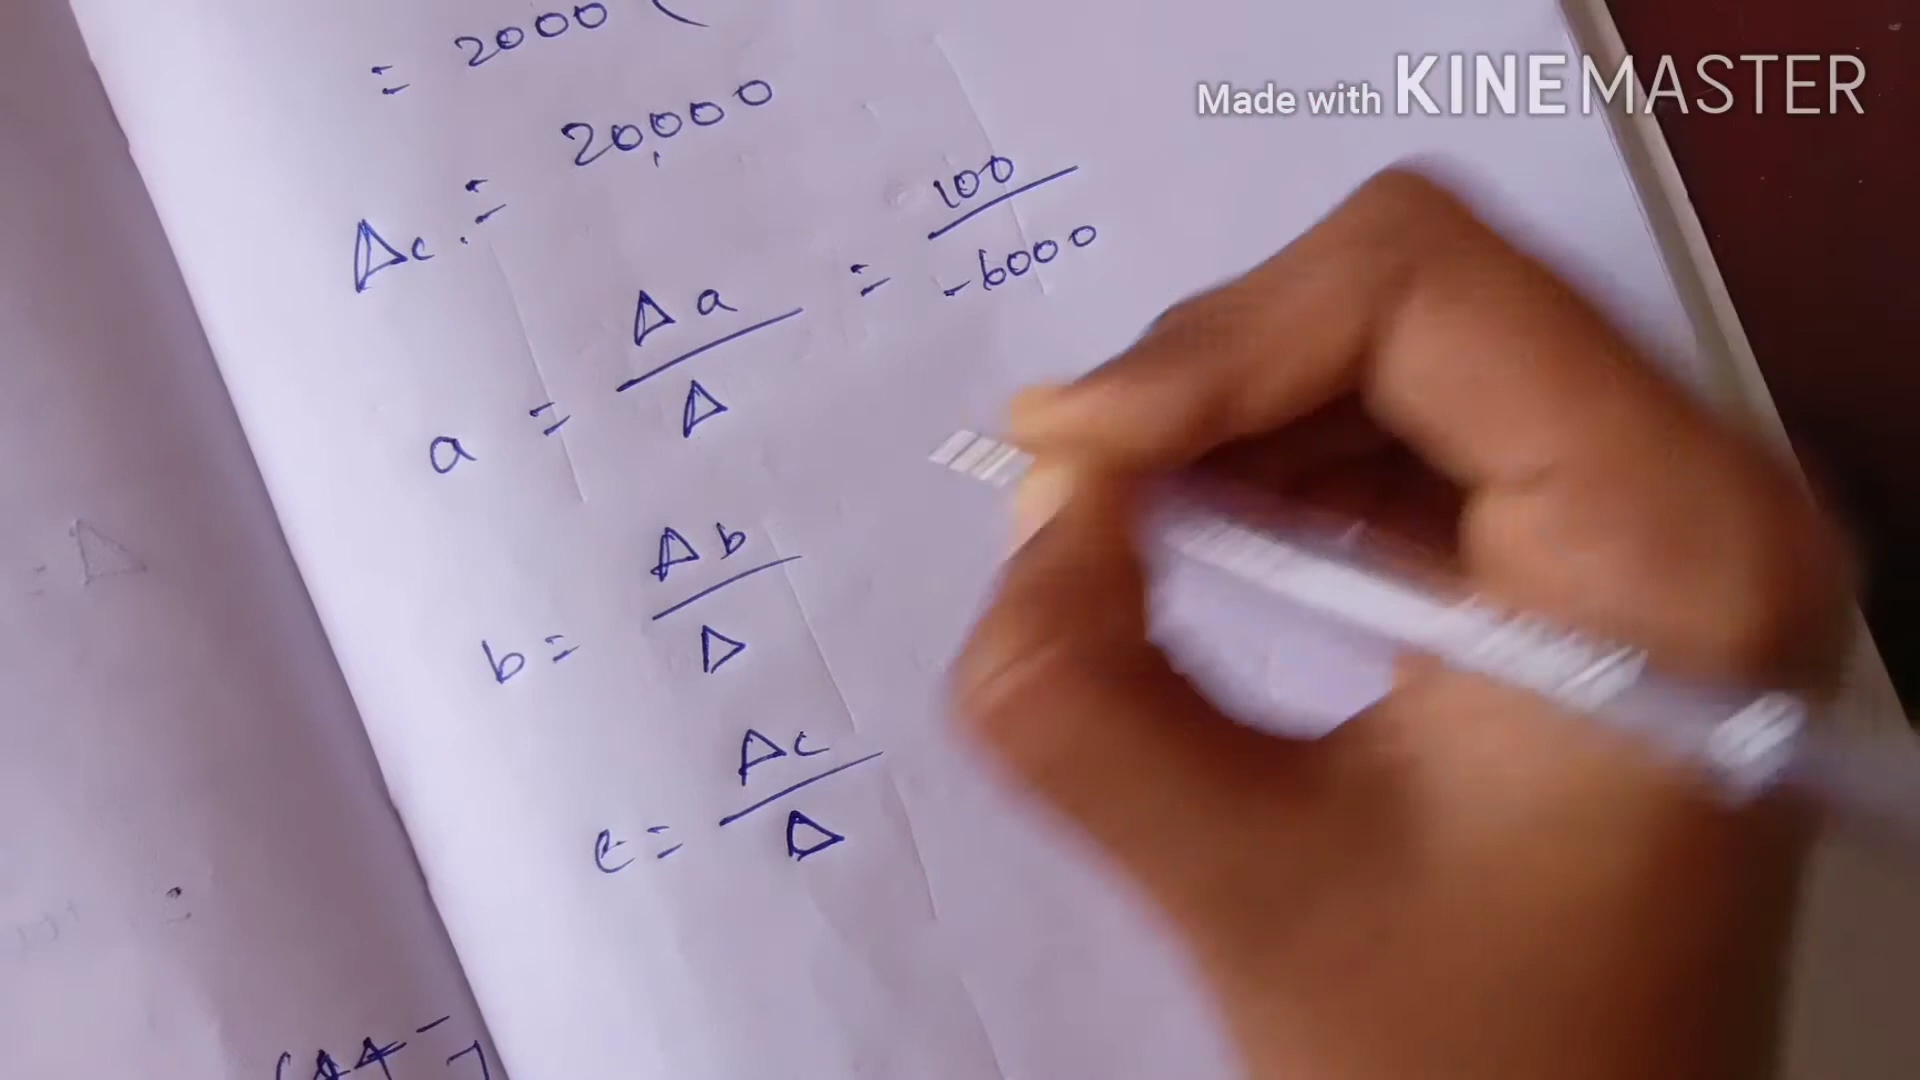 = 2000 (
Δc = 20,000
a = Δa / Δ = 100 / -6000
b = Δb / Δ
c = Δc / Δ
= Δ
Made with KINEMASTER